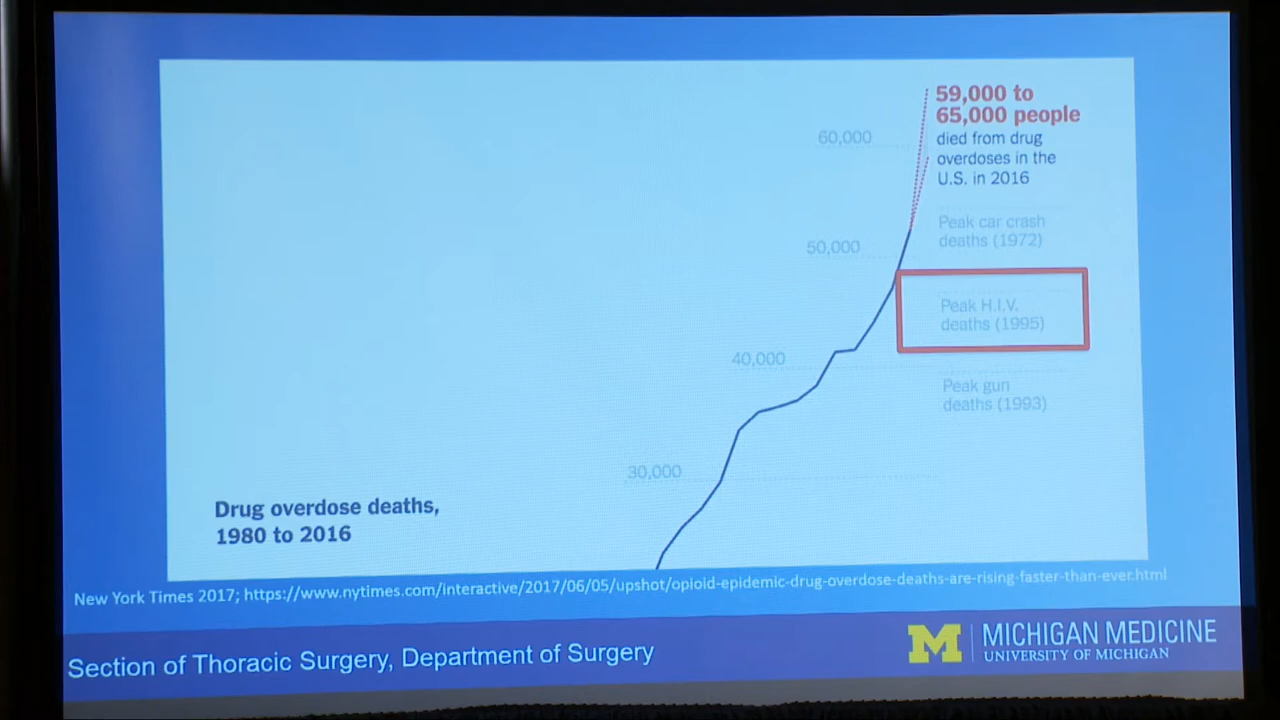 59,000 to
65,000 people
died from drug
overdoses in the
U.S. in 2016
60,000
Peak car crash
deaths (1972)
50,000
Peak H.I.V.
deaths (1995)
40,000
Peak gun
deaths (1993)
30,000
Drug overdose deaths,
1980 to 2016
New York Times 2017; https://www.nytimes.com/interactive/2017/06/05/upshot/opioid-epidemic-drug-overdose-deaths-are-rising-faster-than-ever.html
Section of Thoracic Surgery, Department of Surgery
M
MICHIGAN MEDICINE
UNIVERSITY OF MICHIGAN